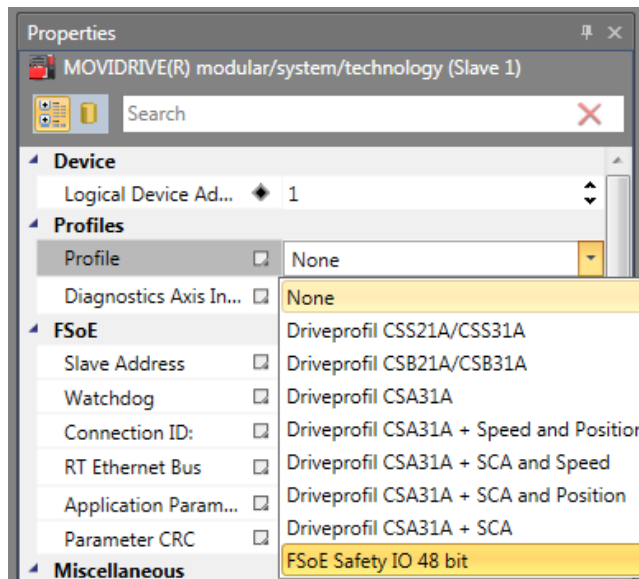 Properties
MOVIDRIVE(R) modular/system/technology (Slave 1)
Search
Device
Logical Device Ad... 1
Profiles
Profile None
Diagnostics Axis In... None
FSoE Driveprofil CSS21A/CSS31A
Slave Address Driveprofil CSB21A/CSB31A
Watchdog Driveprofil CSA31A
Connection ID: Driveprofil CSA31A + Speed and Position
RT Ethernet Bus Driveprofil CSA31A + SCA and Speed
Application Param... Driveprofil CSA31A + SCA and Position
Parameter CRC Driveprofil CSA31A + SCA
Miscellaneous FSoE Safety IO 48 bit